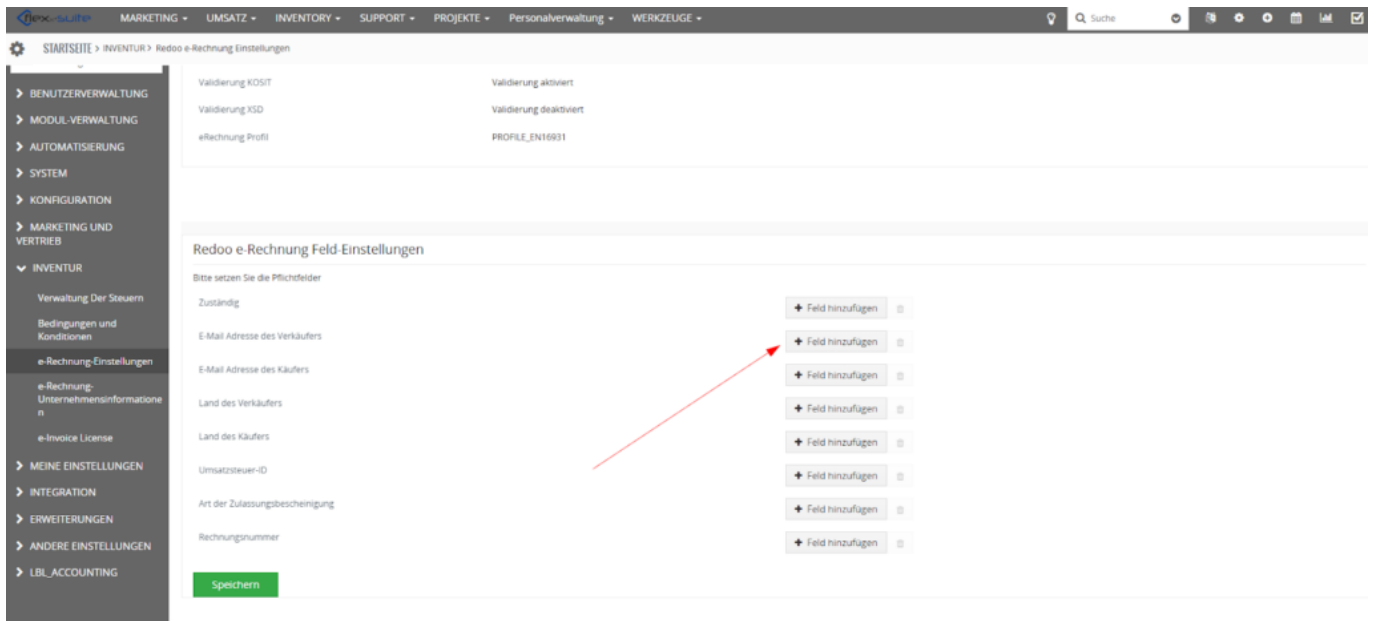 flex-suite MARKETING UMSATZ INVENTORY SUPPORT PROJEKTE Personalverwaltung WERKZEUGE Suche
STARTSEITE > INVENTUR > Redoo e-Rechnung Einstellungen
BENUTZERVERWALTUNG
MODUL-VERWALTUNG
AUTOMATISIERUNG
SYSTEM
KONFIGURATION
MARKETING UND
VERTRIEB
INVENTUR
Verwaltung Der Steuern
Bedingungen und
Konditionen
e-Rechnung-Einstellungen
e-Rechnung-
Unternehmensinformatione
n
e-Invoice License
MEINE EINSTELLUNGEN
INTEGRATION
ERWEITERUNGEN
ANDERE EINSTELLUNGEN
LBL_ACCOUNTING
Validierung KOSIT Validierung aktiviert
Validierung XSD Validierung deaktiviert
eRechnung Profil PROFILE_EN16931
Redoo e-Rechnung Feld-Einstellungen
Bitte setzen Sie die Pflichtfelder
Zuständig + Feld hinzufügen
E-Mail Adresse des Verkäufers + Feld hinzufügen
E-Mail Adresse des Käufers + Feld hinzufügen
Land des Verkäufers + Feld hinzufügen
Land des Käufers + Feld hinzufügen
Umsatzsteuer-ID + Feld hinzufügen
Art der Zulassungsbescheinigung + Feld hinzufügen
Rechnungsnummer + Feld hinzufügen
Speichern